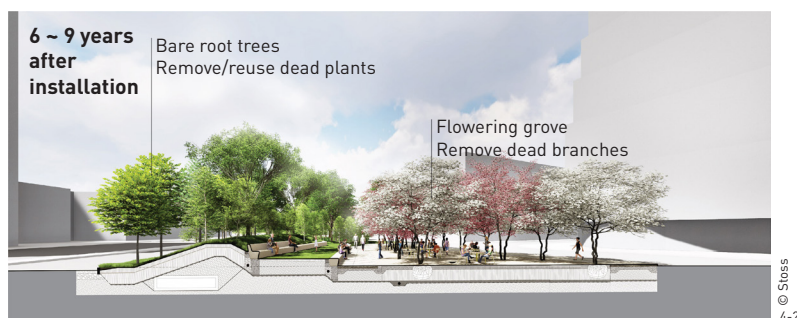 6 ~ 9 years
after
installation
Bare root trees
Remove/reuse dead plants
Flowering grove
Remove dead branches
© Stoss